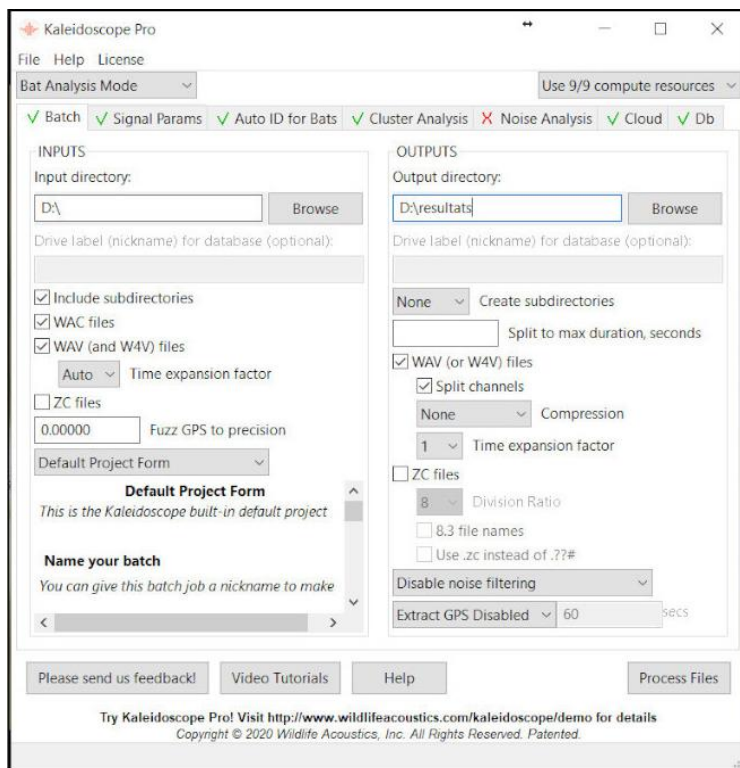 Kaleidoscope Pro
File Help License
Bat Analysis Mode
Use 9/9 compute resources
Batch Signal Params Auto ID for Bats Cluster Analysis Noise Analysis Cloud Db
INPUTS
Input directory:
D:\
Browse
Drive label (nickname) for database (optional):
Include subdirectories
WAC files
WAV (and W4V) files
Auto Time expansion factor
ZC files
0.00000 Fuzz GPS to precision
Default Project Form
Default Project Form
This is the Kaleidoscope built-in default project
Name your batch
You can give this batch job a nickname to make
OUTPUTS
Output directory:
D:\resultats
Browse
Drive label (nickname) for database (optional):
None Create subdirectories
Split to max duration, seconds
WAV (or W4V) files
Split channels
None Compression
1 Time expansion factor
ZC files
8 Division Ratio
8.3 file names
Use .zc instead of .??#
Disable noise filtering
Extract GPS Disabled 60 secs
Please send us feedback! Video Tutorials Help Process Files
Try Kaleidoscope Pro! Visit http://www.wildlifeacoustics.com/kaleidoscope/demo for details
Copyright © 2020 Wildlife Acoustics, Inc. All Rights Reserved. Patented.